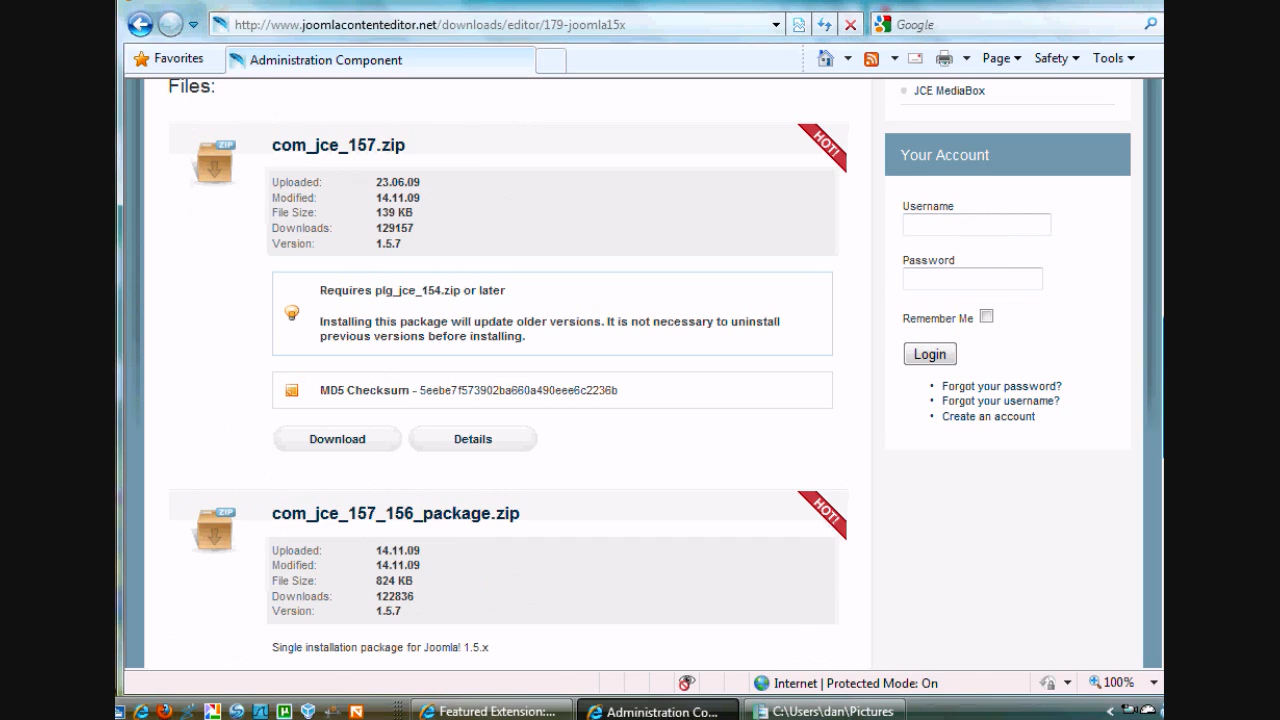 http://www.joomlacontenteditor.net/downloads/editor/179-joomla15x
Google
Favorites
Administration Component
Page
Safety
Tools
Files:
JCE MediaBox
com_jce_157.zip
ZIP
HOT!
Uploaded: 23.06.09
Modified: 14.11.09
File Size: 139 KB
Downloads: 129157
Version: 1.5.7
Requires plg_jce_154.zip or later
Installing this package will update older versions. It is not necessary to uninstall
previous versions before installing.
MD5 Checksum - 5eebe7f573902ba660a490eee6c2236b
Download
Details
Your Account
Username
Password
Remember Me
Login
Forgot your password?
Forgot your username?
Create an account
com_jce_157_156_package.zip
ZIP
HOT!
Uploaded: 14.11.09
Modified: 14.11.09
File Size: 824 KB
Downloads: 122836
Version: 1.5.7
Single installation package for Joomla! 1.5.x
Internet | Protected Mode: On
100%
Featured Extension:...
Administration Co...
C:\Users\dan\Pictures